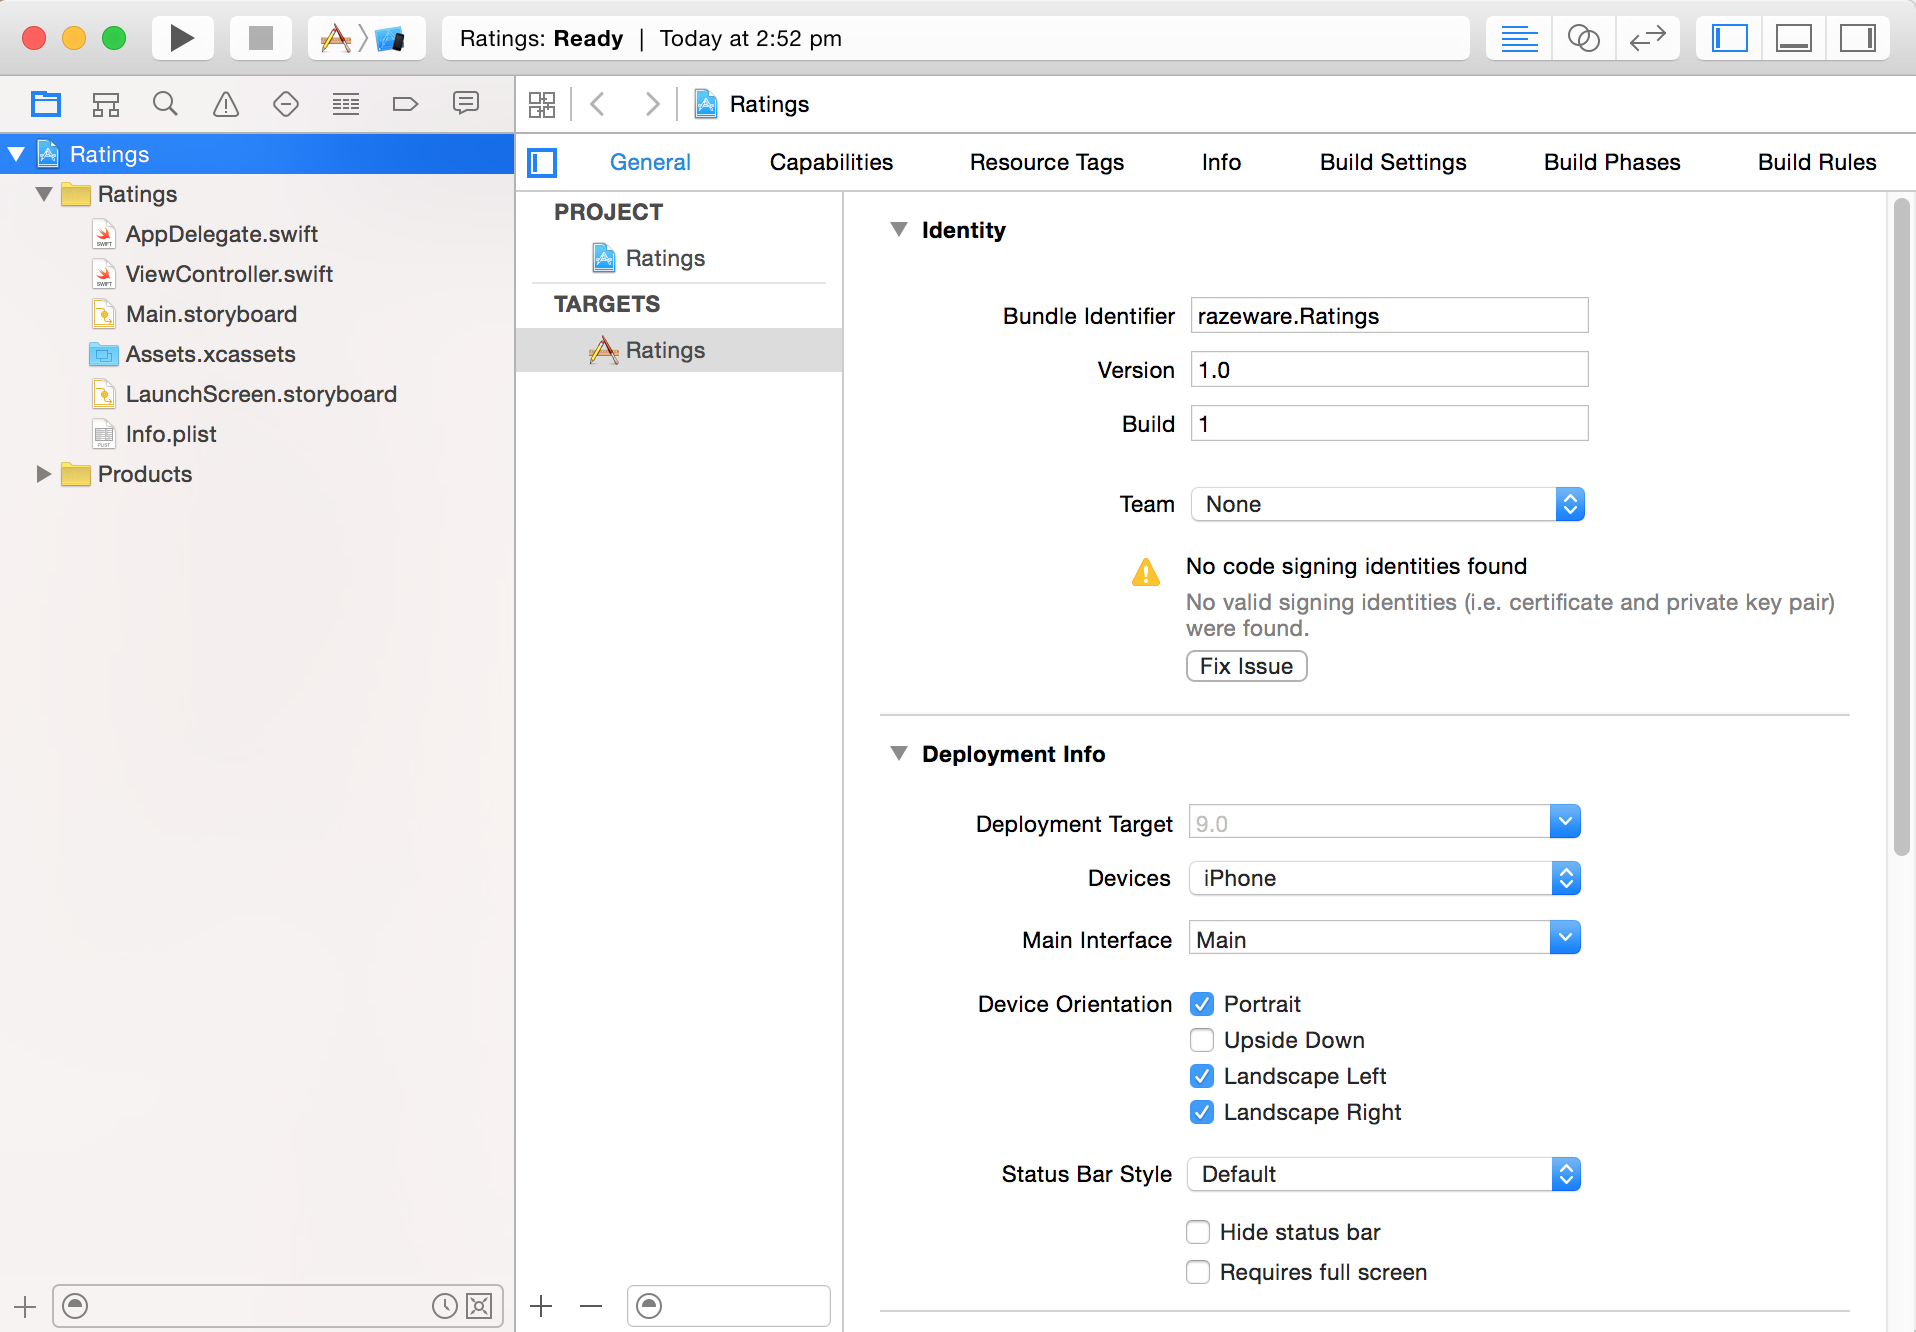 Ratings: Ready | Today at 2:52 pm
Ratings
Ratings
General Capabilities Resource Tags Info Build Settings Build Phases Build Rules
Ratings
AppDelegate.swift
ViewController.swift
Main.storyboard
Assets.xcassets
LaunchScreen.storyboard
Info.plist
Products
PROJECT
Ratings
TARGETS
Ratings
Identity
Bundle Identifier razeware.Ratings
Version 1.0
Build 1
Team None
No code signing identities found
No valid signing identities (i.e. certificate and private key pair)
were found.
Fix Issue
Deployment Info
Deployment Target 9.0
Devices iPhone
Main Interface Main
Device Orientation Portrait
Upside Down
Landscape Left
Landscape Right
Status Bar Style Default
Hide status bar
Requires full screen